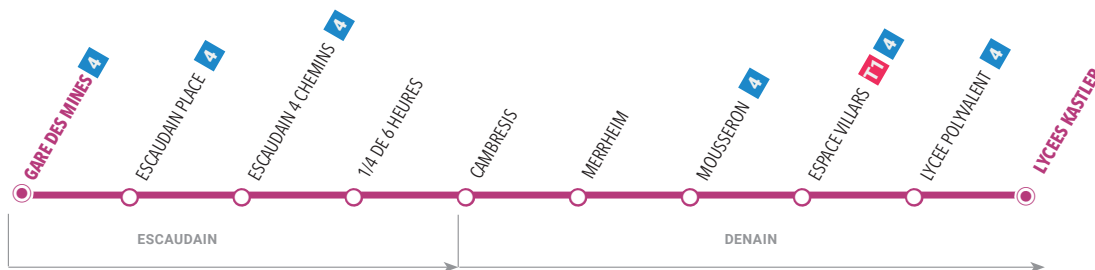 GARE DES MINES 4
ESCAUDAIN PLACE 4
ESCAUDAIN 4 CHEMINS 4
1/4 DE 6 HEURES
CAMBRESIS
MERRHEIM
MOUSSERON 4
ESPACE VILLARS T1 4
LYCEE POLYVALENT 4
LYCEES KASTLER
ESCAUDAIN
DENAIN